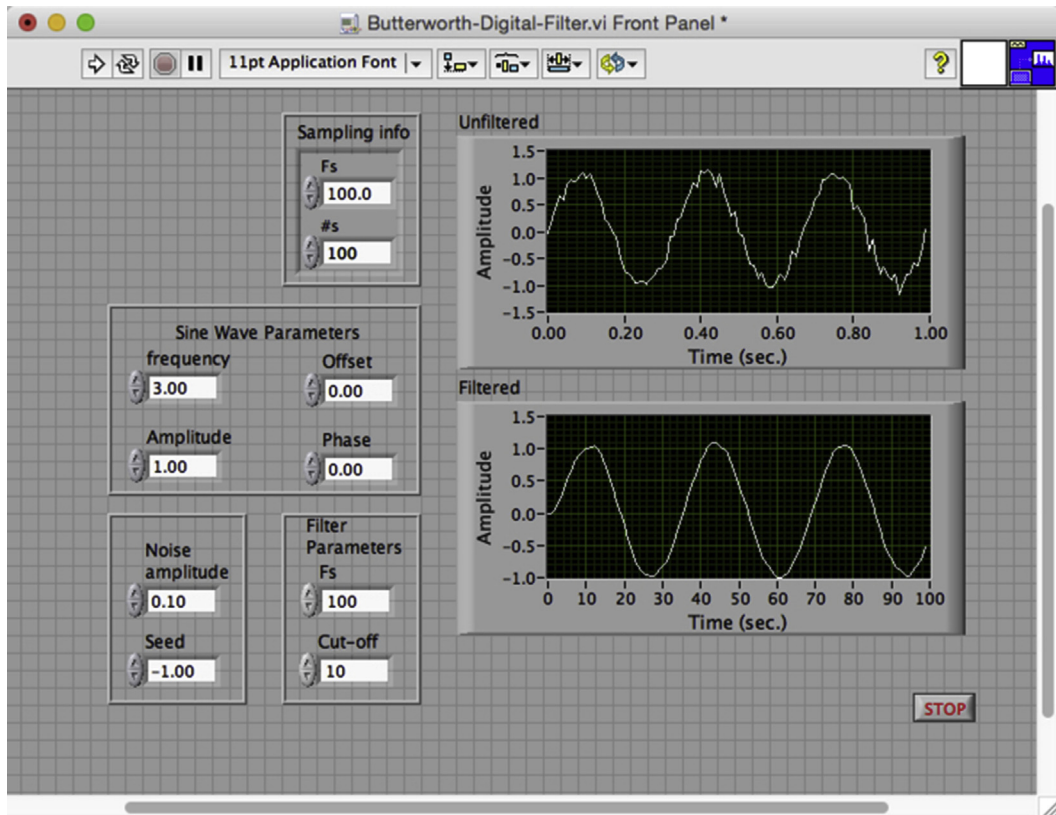 Butterworth-Digital-Filter.vi Front Panel *
11pt Application Font
?
Sampling info
Fs
100.0
#s
100
Sine Wave Parameters
frequency
3.00
Offset
0.00
Amplitude
1.00
Phase
0.00
Noise
amplitude
0.10
Seed
-1.00
Filter
Parameters
Fs
100
Cut-off
10
Unfiltered
Amplitude
1.5
1.0
0.5
0.0
-0.5
-1.0
-1.5
0.00 0.20 0.40 0.60 0.80 1.00
Time (sec.)
Filtered
Amplitude
1.5
1.0
0.5
0.0
-0.5
-1.0
0 10 20 30 40 50 60 70 80 90 100
Time (sec.)
STOP